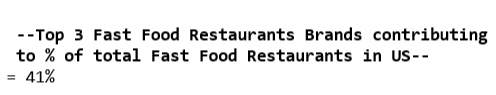 --Top 3 Fast Food Restaurants Brands contributing
to % of total Fast Food Restaurants in US--
= 41%